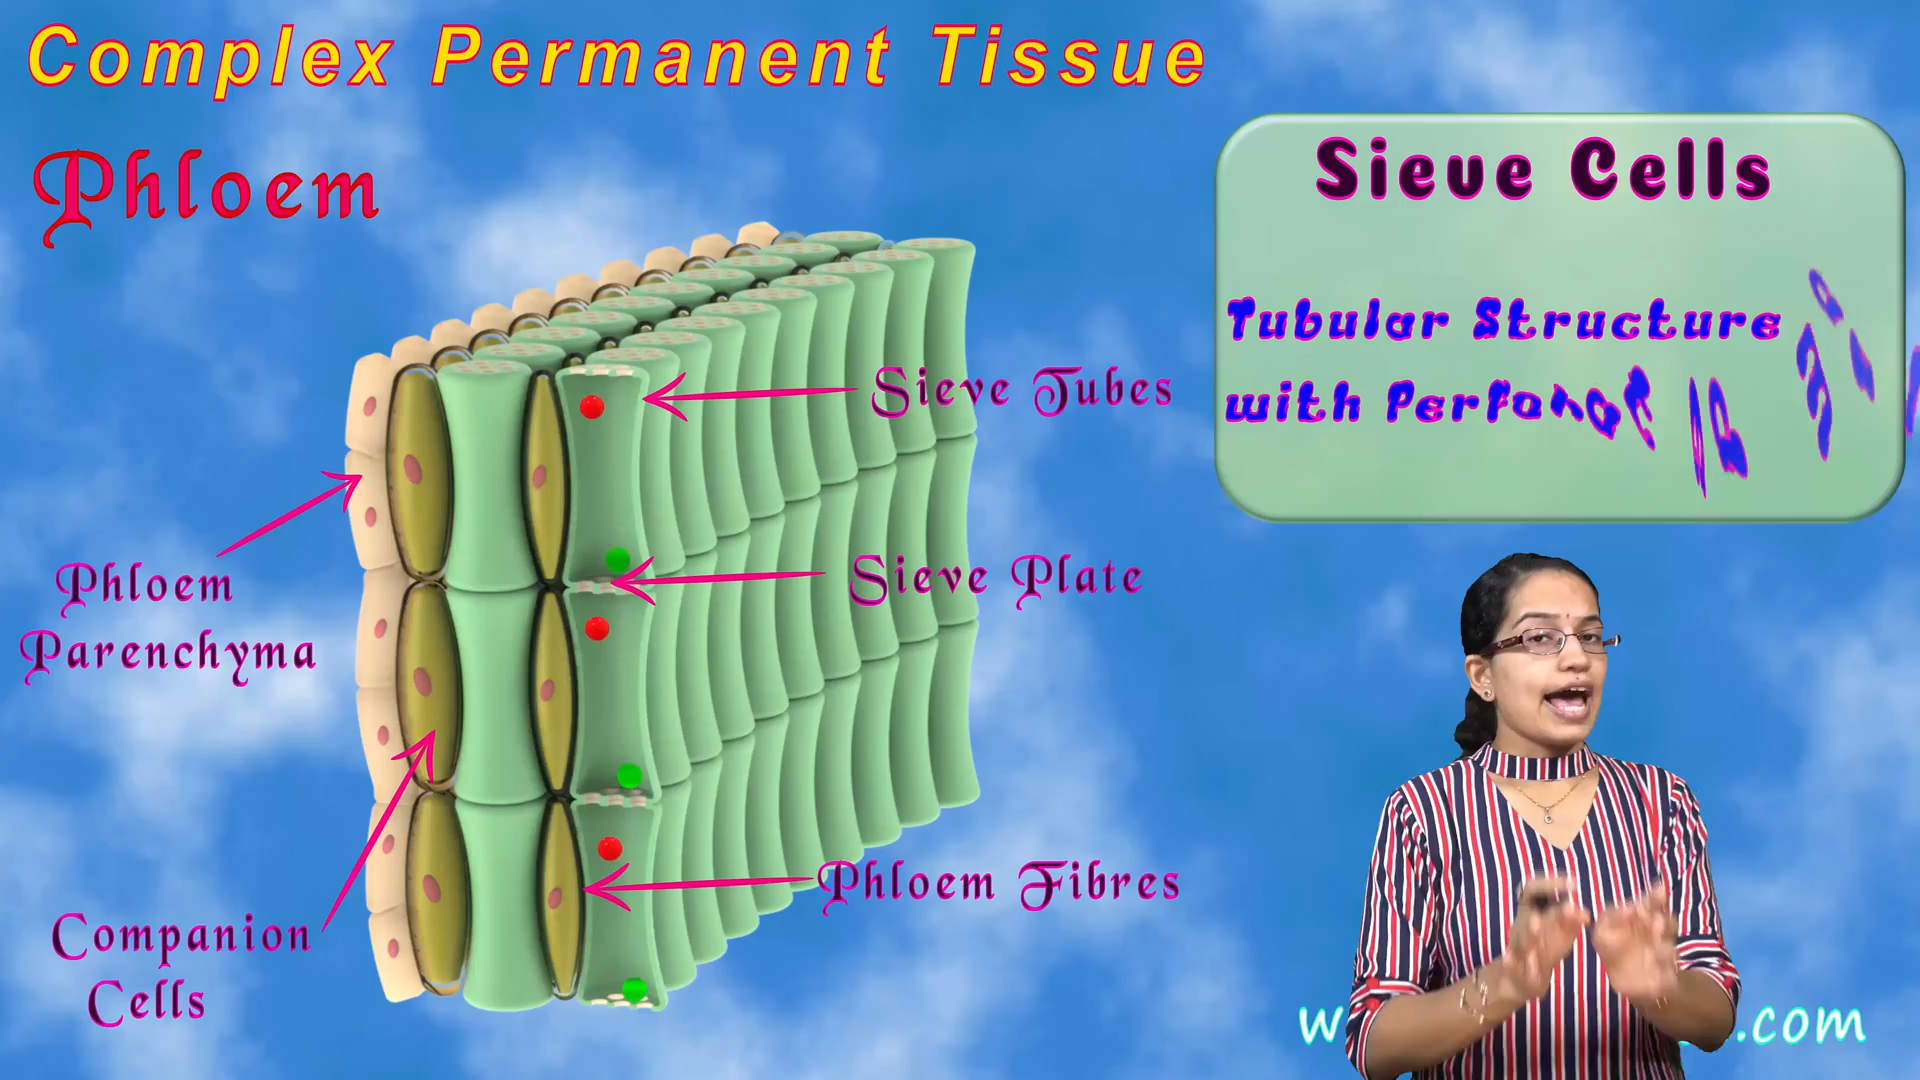 Complex Permanent Tissue
Phloem
Sieve Cells
Tubular Structure
with
Sieve Tubes
Sieve Plate
Phloem
Parenchyma
Phloem Fibres
Companion
Cells
.com